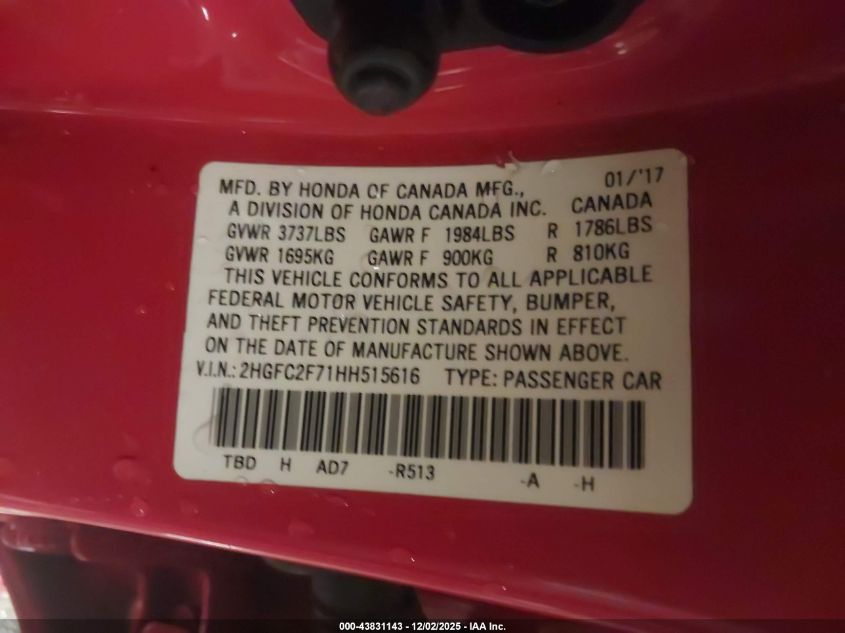 MFD. BY HONDA OF CANADA MFG., 01/'17
A DIVISION OF HONDA CANADA INC. CANADA
GVWR 3737LBS GAWR F 1984LBS R 1786LBS
GVWR 1695KG GAWR F 900KG R 810KG
THIS VEHICLE CONFORMS TO ALL APPLICABLE
FEDERAL MOTOR VEHICLE SAFETY, BUMPER,
AND THEFT PREVENTION STANDARDS IN EFFECT
ON THE DATE OF MANUFACTURE SHOWN ABOVE.
V.I.N.: 2HGFC2F71HH515616 TYPE: PASSENGER CAR
TBD H AD7 -R513 -A -H
000-43831143 - 12/02/2025 - IAA Inc.